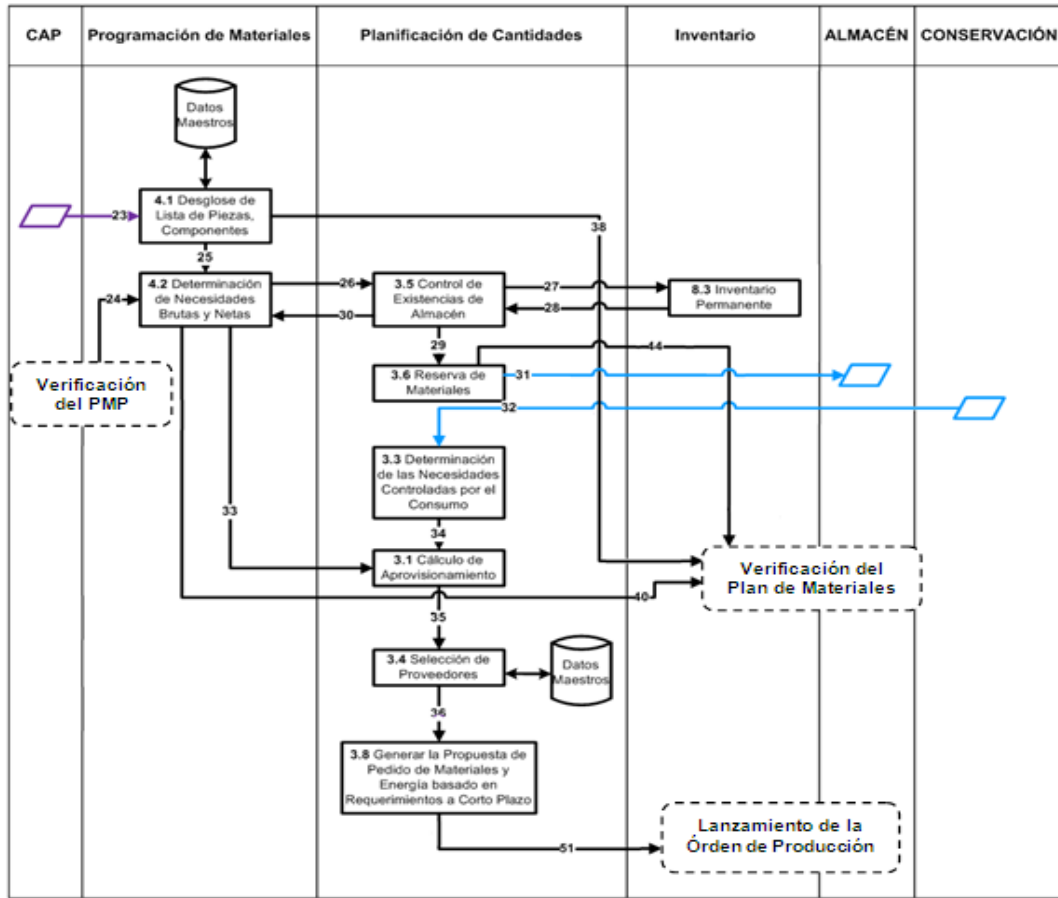 CAP
Programación de Materiales
Planificación de Cantidades
Inventario
ALMACÉN
CONSERVACIÓN
Datos
Maestros
4.1 Desglose de
Lista de Piezas,
Componentes
23
38
25
4.2 Determinación
de Necesidades
Brutas y Netas
24
26
3.5 Control de
Existencias de
Almacén
27
8.3 Inventario
Permanente
28
30
29
44
Verificación
del PMP
3.6 Reserva de
Materiales
31
32
3.3 Determinación
de las Necesidades
Controladas por el
Consumo
33
34
3.1 Cálculo de
Aprovisionamiento
Verificación del
Plan de Materiales
40
35
3.4 Selección de
Proveedores
Datos
Maestros
36
3.8 Generar la Propuesta de
Pedido de Materiales y
Energía basado en
Requerimientos a Corto Plazo
Lanzamiento de la
Órden de Producción
51